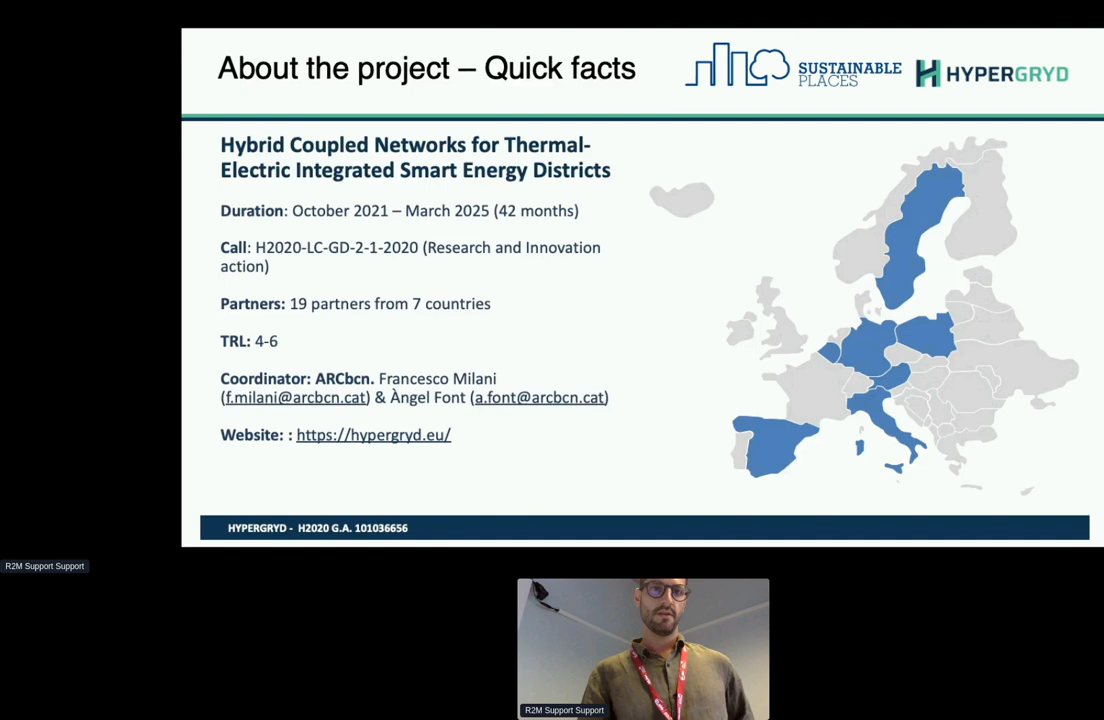 About the project – Quick facts
SUSTAINABLE
PLACES
HYPERGRYD
Hybrid Coupled Networks for Thermal-
Electric Integrated Smart Energy Districts
Duration: October 2021 – March 2025 (42 months)
Call: H2020-LC-GD-2-1-2020 (Research and Innovation
action)
Partners: 19 partners from 7 countries
TRL: 4-6
Coordinator: ARCbcn. Francesco Milani
(f.milani@arcbcn.cat) & Àngel Font (a.font@arcbcn.cat)
Website: : https://hypergryd.eu/
HYPERGRYD - H2020 G.A. 101036656
R2M Support Support
R2M Support Support